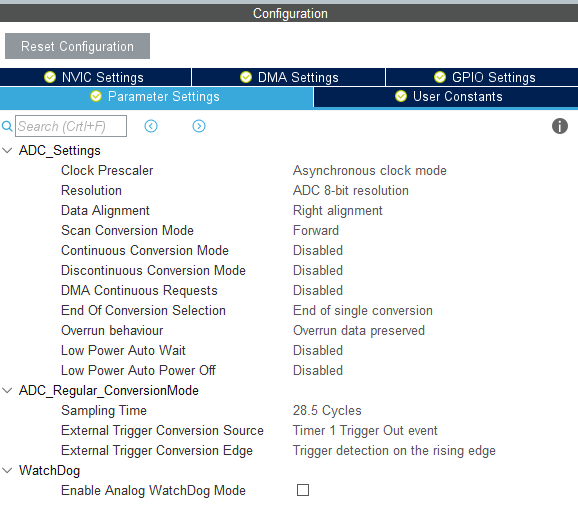 Configuration
Reset Configuration
NVIC Settings DMA Settings GPIO Settings
Parameter Settings User Constants
Search (Crtl+F)
ADC_Settings
Clock Prescaler Asynchronous clock mode
Resolution ADC 8-bit resolution
Data Alignment Right alignment
Scan Conversion Mode Forward
Continuous Conversion Mode Disabled
Discontinuous Conversion Mode Disabled
DMA Continuous Requests Disabled
End Of Conversion Selection End of single conversion
Overrun behaviour Overrun data preserved
Low Power Auto Wait Disabled
Low Power Auto Power Off Disabled
ADC_Regular_ConversionMode
Sampling Time 28.5 Cycles
External Trigger Conversion Source Timer 1 Trigger Out event
External Trigger Conversion Edge Trigger detection on the rising edge
WatchDog
Enable Analog WatchDog Mode